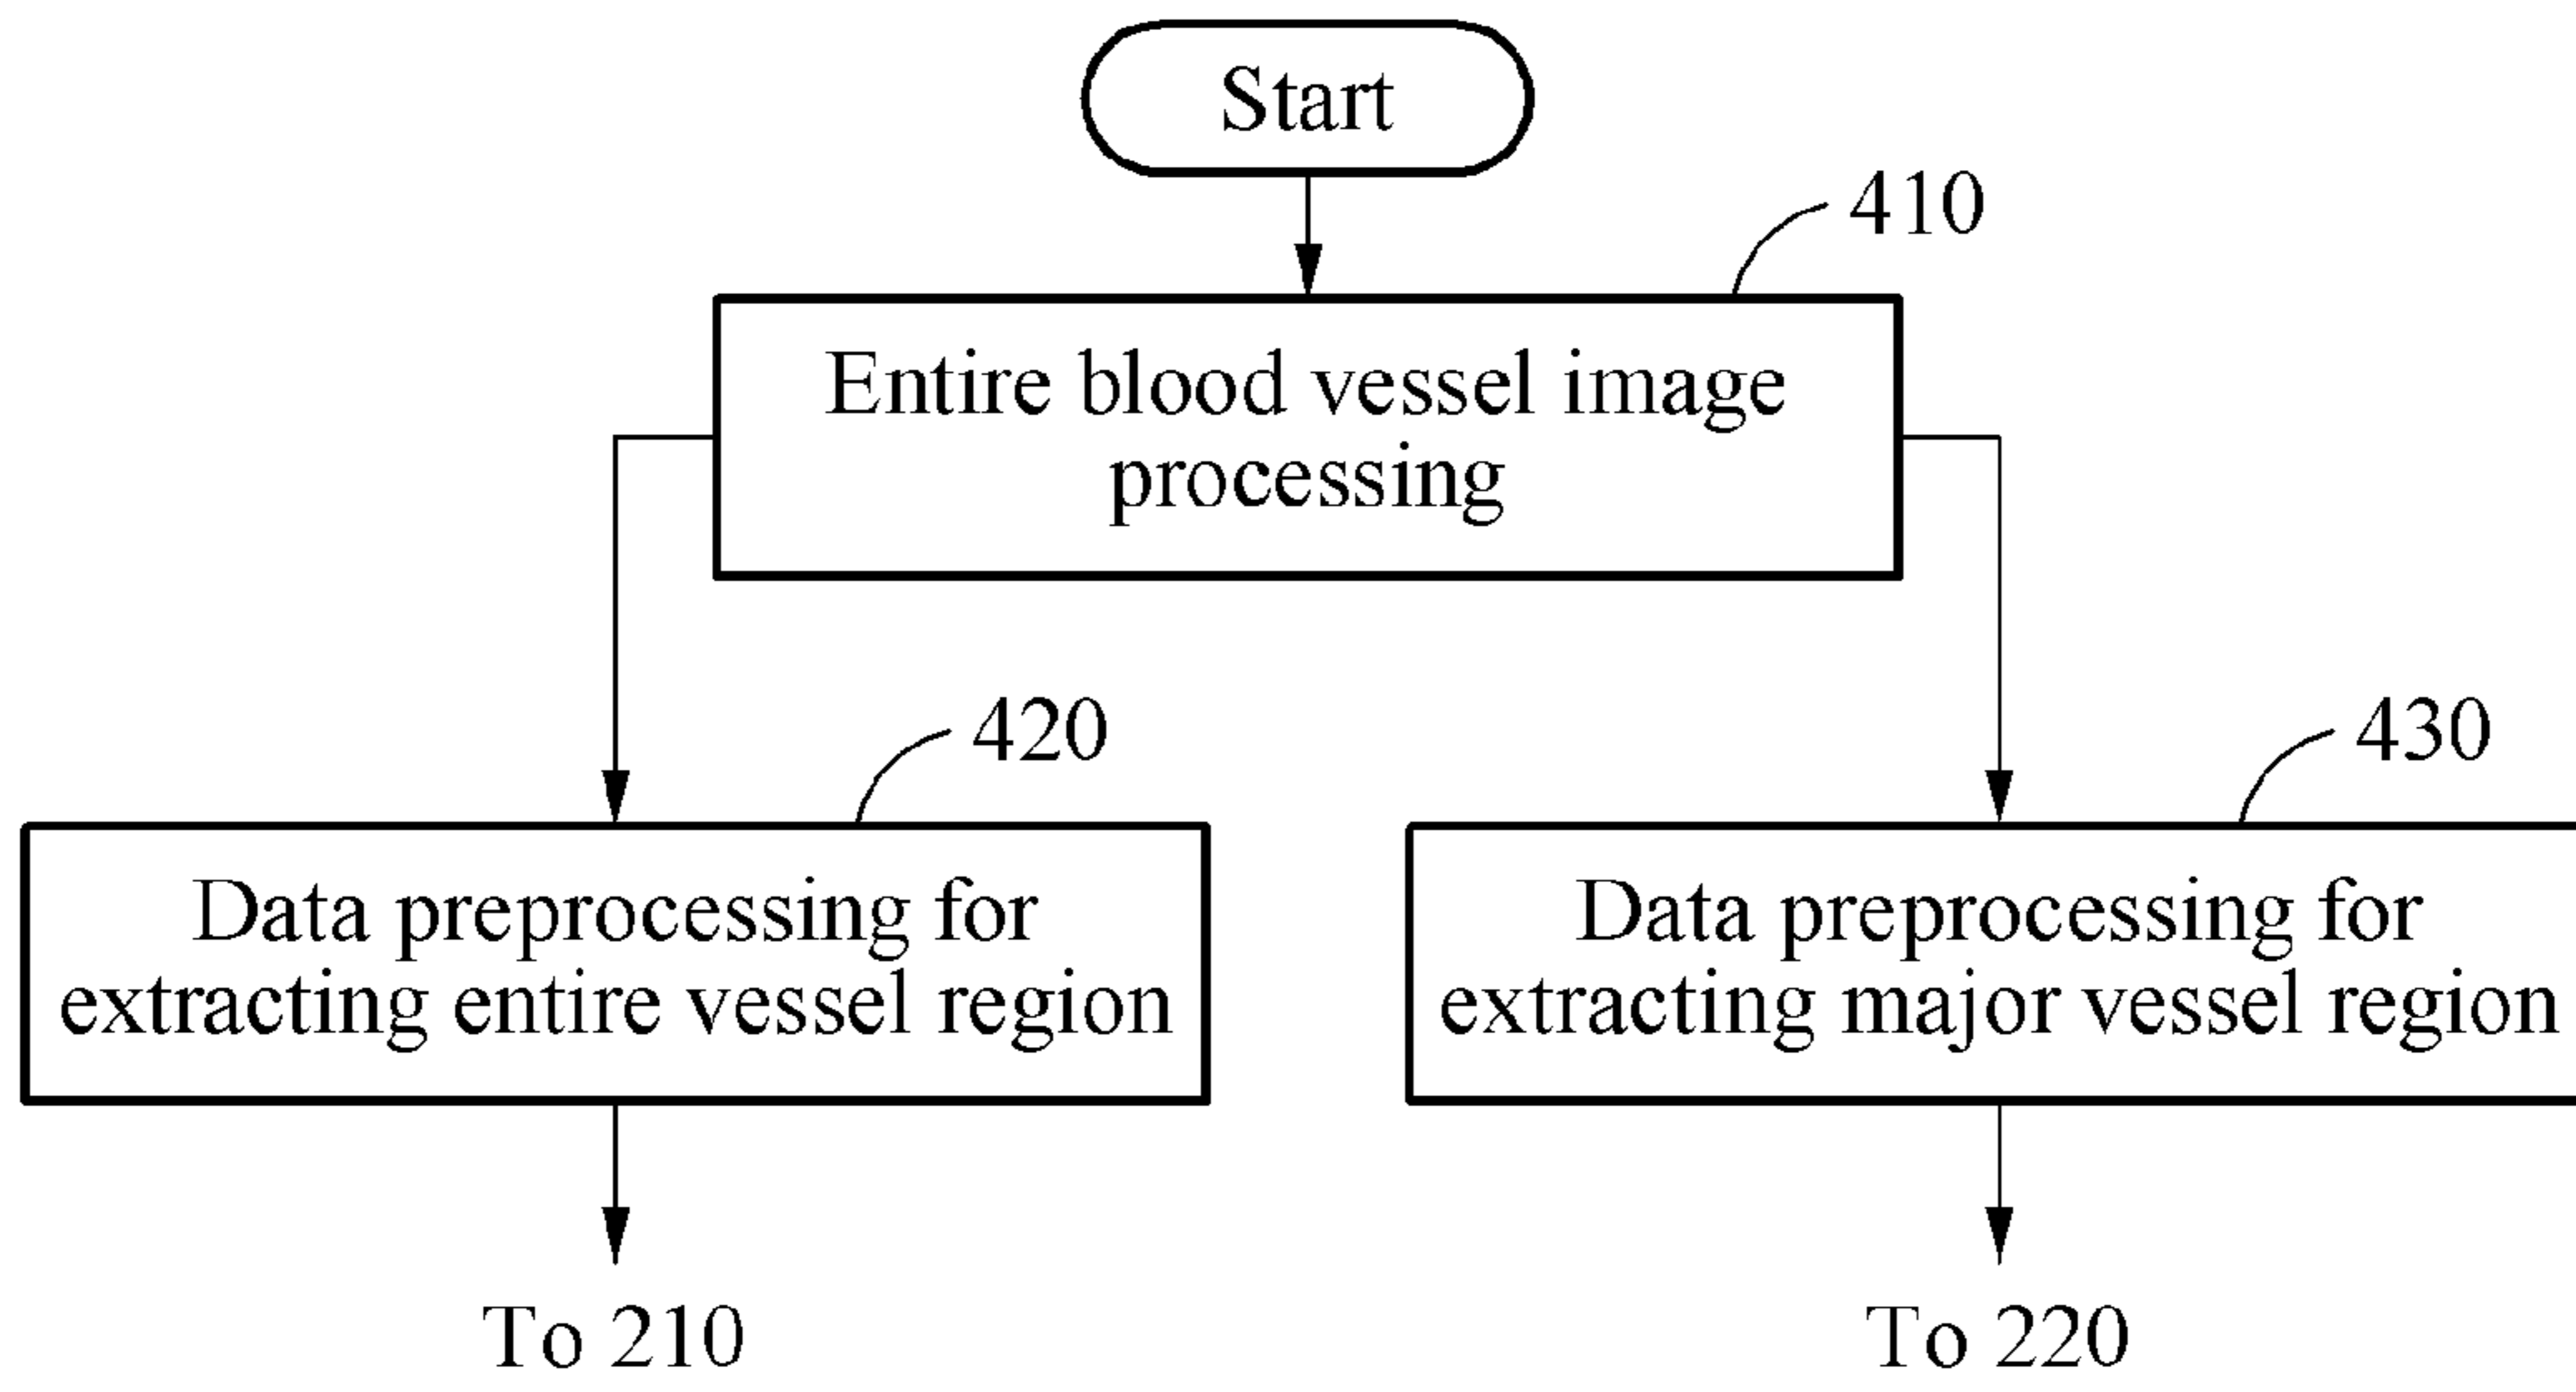 Start
410
Entire blood vessel image
processing
420
430
Data preprocessing for
extracting entire vessel region
Data preprocessing for
extracting major vessel region
To 210
To 220